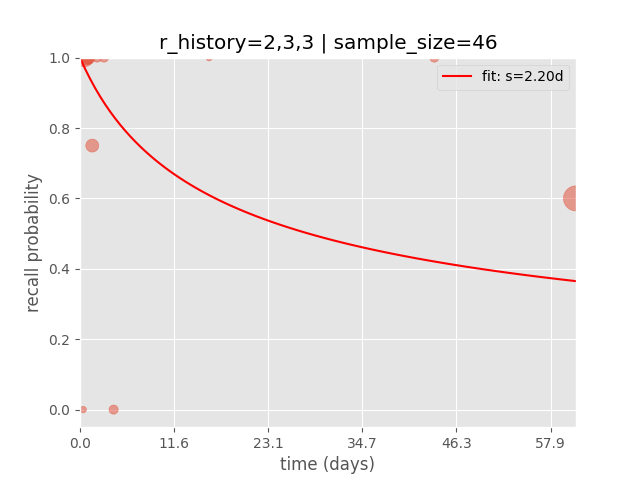 r_history=2,3,3 | sample_size=46
fit: s=2.20d
recall probability
1.0
0.8
0.6
0.4
0.2
0.0
0.0 11.6 23.1 34.7 46.3 57.9
time (days)